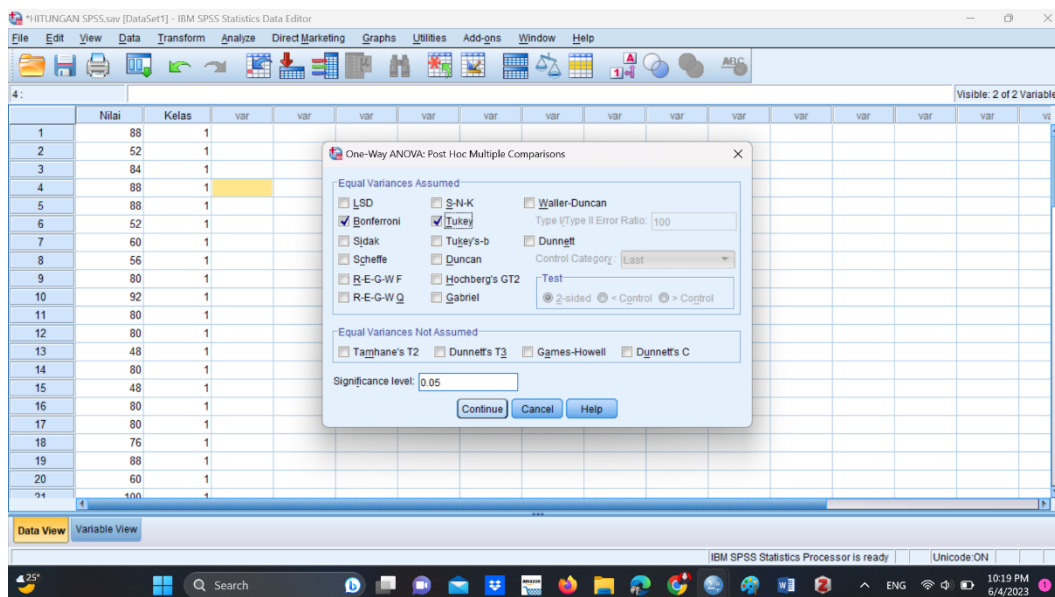 *HITUNGAN SPSS.sav [DataSet1] - IBM SPSS Statistics Data Editor
File Edit View Data Transform Analyze Direct Marketing Graphs Utilities Add-ons Window Help
4 :
Visible: 2 of 2 Variable
Nilai Kelas var var var var var var var var var var var var var va
1 88 1
2 52 1
3 84 1
4 88 1
5 88 1
6 52 1
7 60 1
8 56 1
9 80 1
10 92 1
11 80 1
12 80 1
13 48 1
14 80 1
15 48 1
16 80 1
17 80 1
18 76 1
19 88 1
20 60 1
21 100 1
One-Way ANOVA: Post Hoc Multiple Comparisons
Equal Variances Assumed
LSD S-N-K Waller-Duncan
Bonferroni Tukey Type I/Type II Error Ratio: 100
Sidak Tukey's-b Dunnett
Scheffe Duncan Control Category : Last
R-E-G-W F Hochberg's GT2 Test
R-E-G-W Q Gabriel 2-sided < Control > Control
Equal Variances Not Assumed
Tamhane's T2 Dunnett's T3 Games-Howell Dunnett's C
Significance level: 0.05
Continue Cancel Help
Data View Variable View
IBM SPSS Statistics Processor is ready Unicode:ON
25°
Search
ENG
10:19 PM
6/4/2023
1